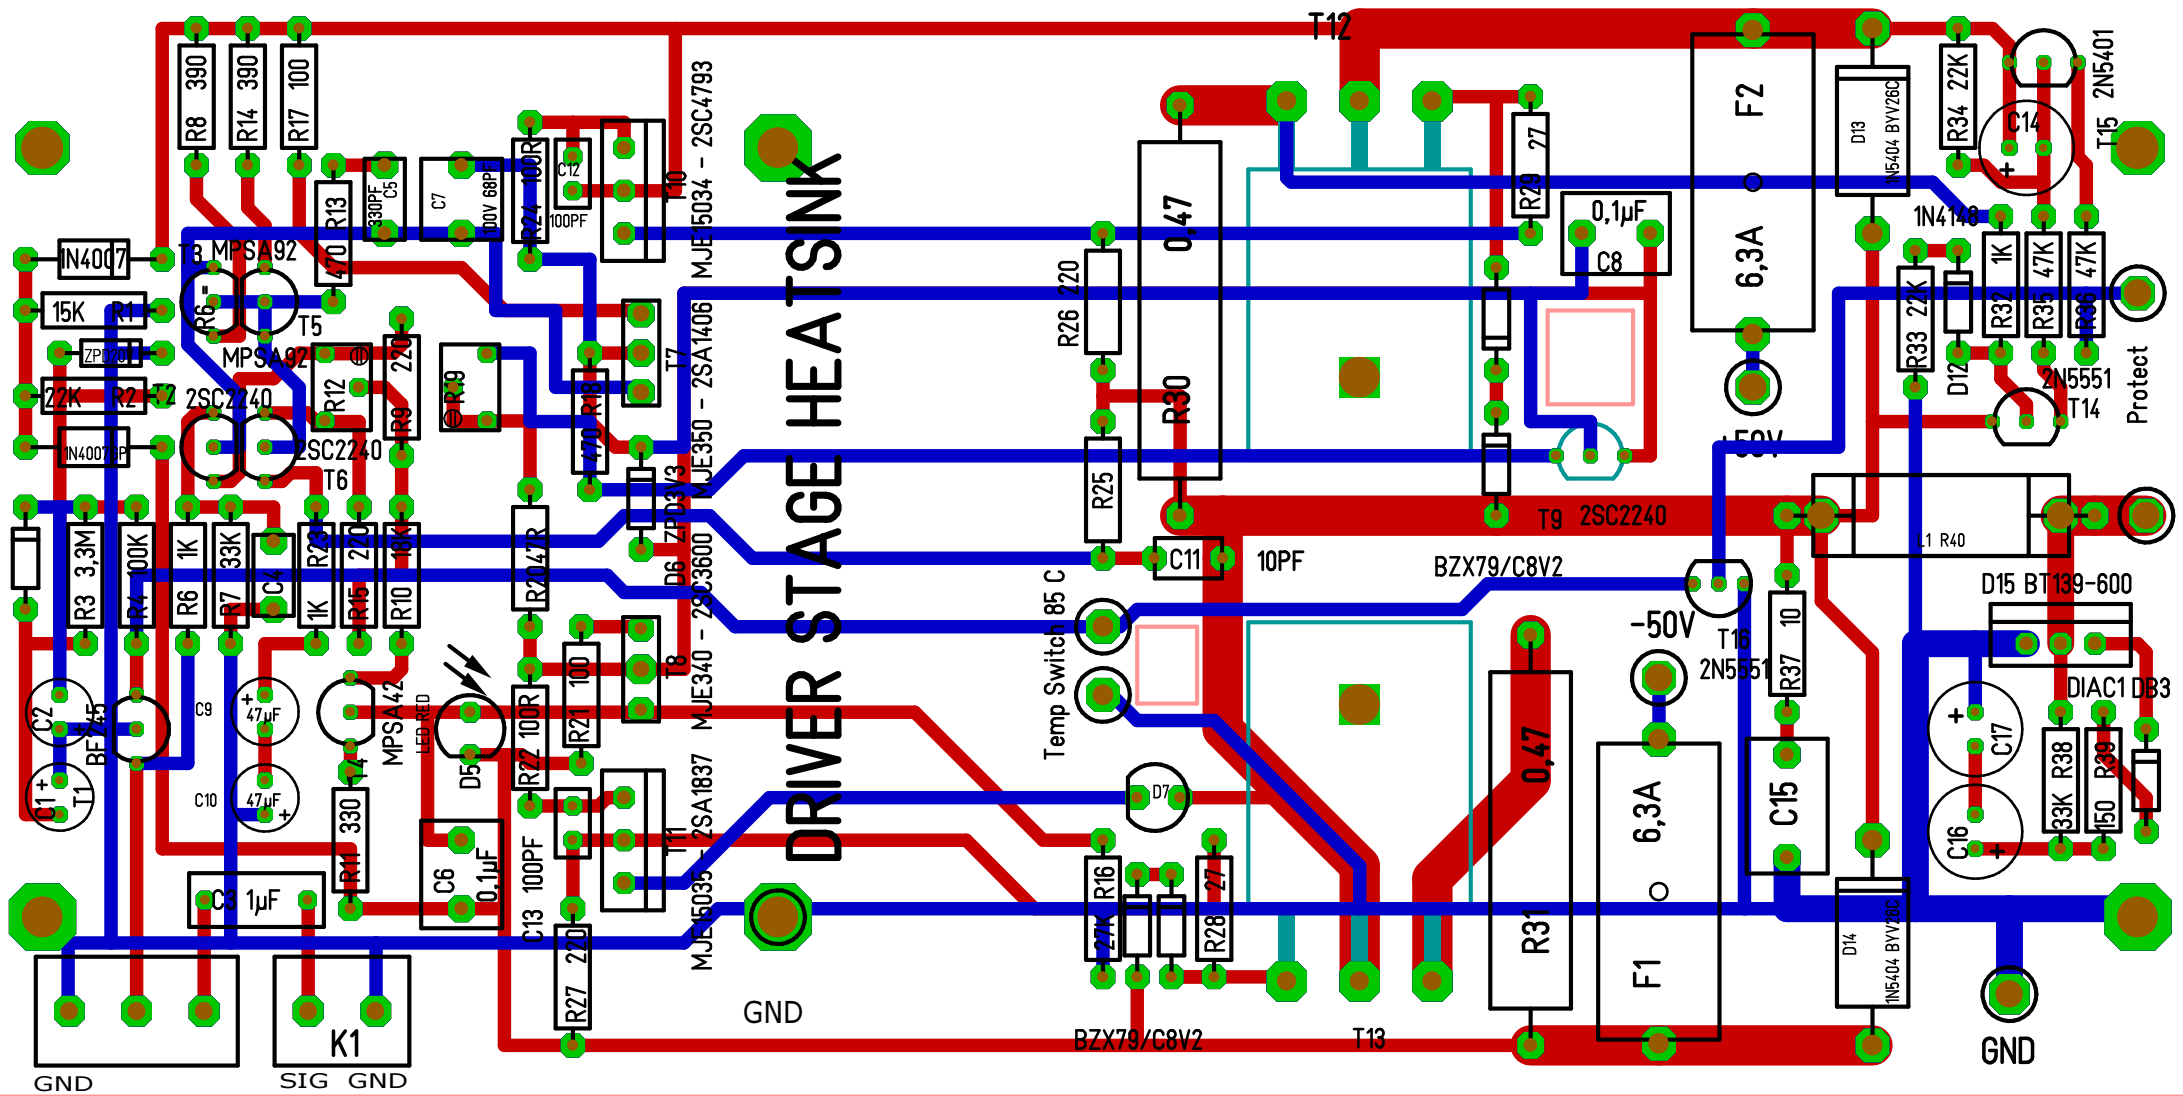 T12
390
R8
390
R14
100
R17
330PF
C5
C7
100V 68PF
100R
R24
C12
100PF
T10
MJE15034 - 2SC4793
F2
6,3A
D13
1N5404 BYV26C
22K
R34
C14
+
2N5401
T15
1N4007
T3
MPSA92
R13
470
15K
R1
R6
T5
MPSA92
ZPD20V
22K
R2
T2
2SC2240
1N4007GP
2SC2240
T6
R12
220
R9
R19
R18
470
T7
MJE350 - 2SA1406
ZPD3V3
D6
DRIVER STAGE HEATSINK
220
R26
0,47
R30
R25
27
R29
0,1µF
C8
1N4148
22K
R33
1K
R32
47K
R35
47K
R36
D12
2N5551
T14
Protect
+50V
T9
2SC2240
L1 R40
C11
10PF
BZX79/C8V2
D15 BT139-600
3,3M
R3
100K
R4
1K
R6
33K
R7
C4
R23
1K
220
R15
18K
R10
R20
47R
MJE340 - 2SC3600
T8
100
R21
100R
R22
Temp Switch 85 C
-50V
T16
2N5551
10
R37
DIAC1 DB3
C2
+
BF245
C1 +
T1
C9
+
47µF
C10
47µF
+
MPSA42
T4
LED RED
D5
330
R11
C6
0,1µF
C13
100PF
T11
MJE15035 - 2SA1837
D7
0,47
R31
6,3A
F1
C15
+
C17
C16
+
R38
33K
R39
150
D14
1N5404 BYV26C
C3 1µF
220
R27
R16
27K
27
R28
BZX79/C8V2
T13
K1
GND
SIG GND
GND
GND